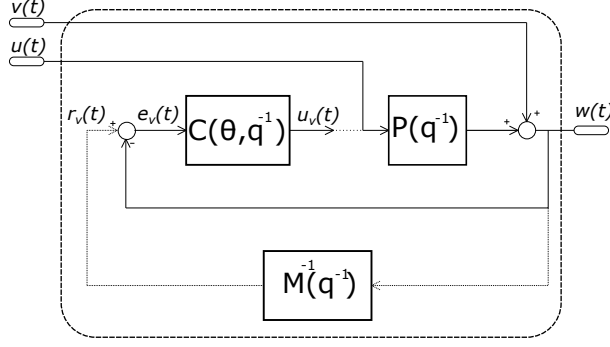 v(t)
u(t)
r_v(t)
+
-
e_v(t)
C(θ,q⁻¹)
u_v(t)
P(q⁻¹)
+
+
w(t)
M⁻¹(q⁻¹)